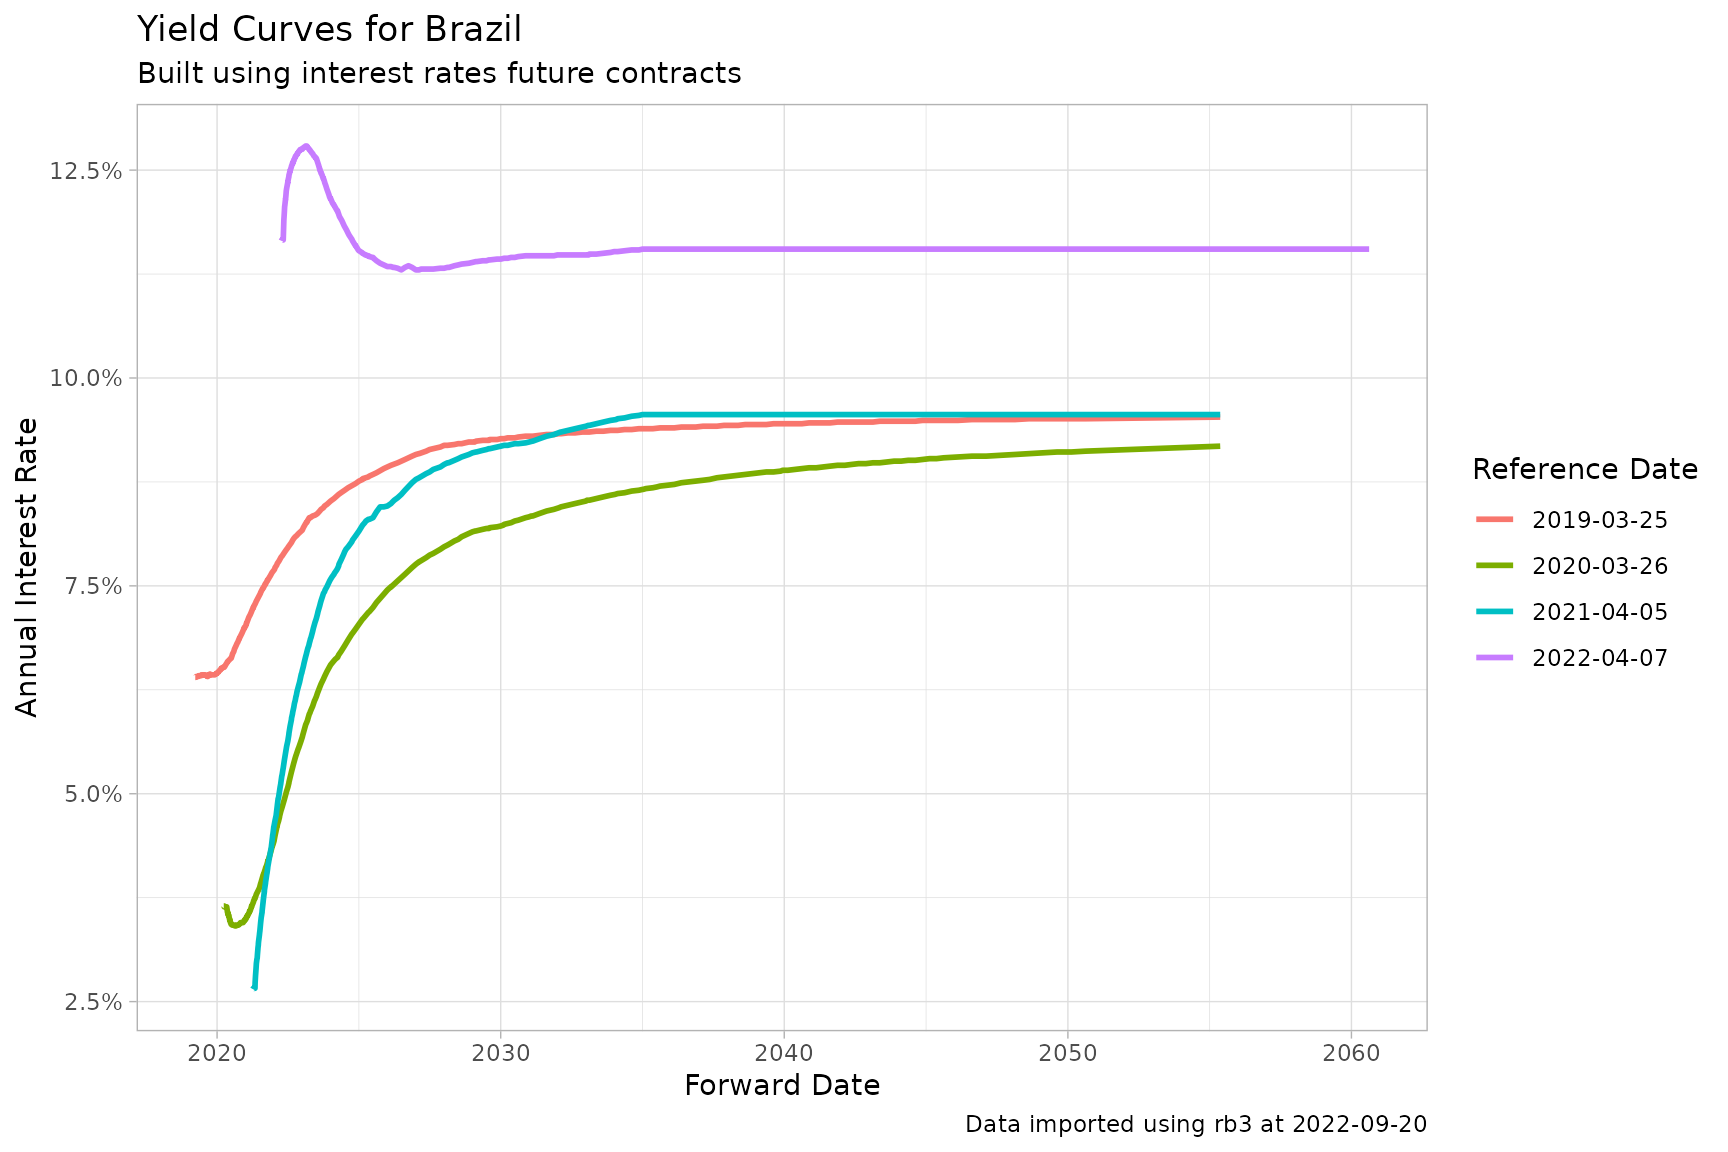 Yield Curves for Brazil
Built using interest rates future contracts
Annual Interest Rate
12.5%
10.0%
7.5%
5.0%
2.5%
2020
2030
2040
2050
2060
Forward Date
Reference Date
2019-03-25
2020-03-26
2021-04-05
2022-04-07
Data imported using rb3 at 2022-09-20